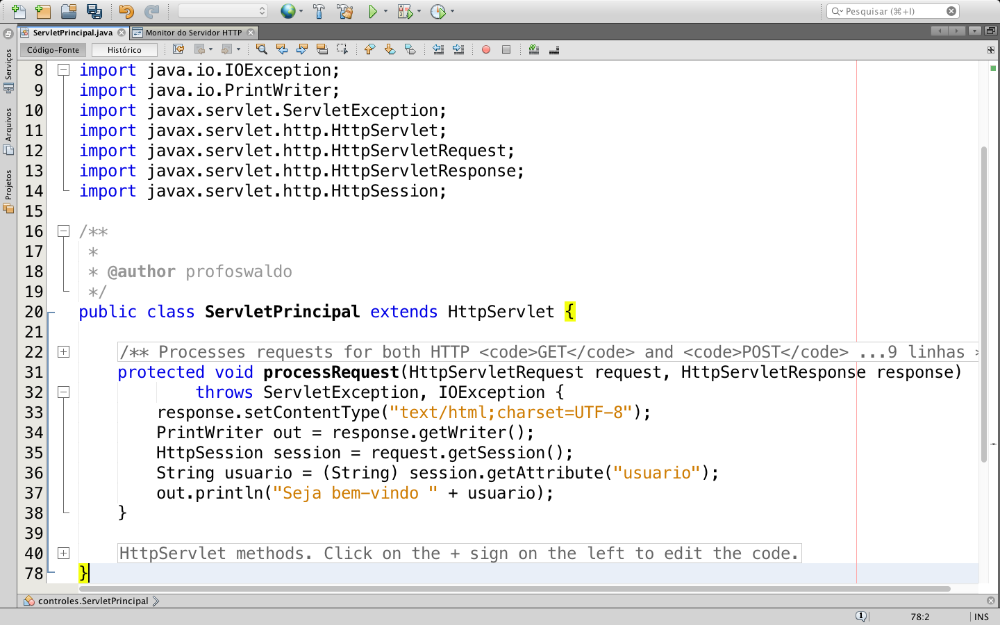 Pesquisar (⌘+I)
ServletPrincipal.java
Monitor do Servidor HTTP
Código-Fonte
Histórico
Serviços
Arquivos
Projetos
8 import java.io.IOException;
9 import java.io.PrintWriter;
10 import javax.servlet.ServletException;
11 import javax.servlet.http.HttpServlet;
12 import javax.servlet.http.HttpServletRequest;
13 import javax.servlet.http.HttpServletResponse;
14 import javax.servlet.http.HttpSession;
15
16 /**
17 *
18 * @author profoswaldo
19 */
20 public class ServletPrincipal extends HttpServlet {
21
22 /** Processes requests for both HTTP <code>GET</code> and <code>POST</code> ...9 linhas >
31 protected void processRequest(HttpServletRequest request, HttpServletResponse response)
32 throws ServletException, IOException {
33 response.setContentType("text/html;charset=UTF-8");
34 PrintWriter out = response.getWriter();
35 HttpSession session = request.getSession();
36 String usuario = (String) session.getAttribute("usuario");
37 out.println("Seja bem-vindo " + usuario);
38 }
39
40 HttpServlet methods. Click on the + sign on the left to edit the code.
78 }
controles.ServletPrincipal
1
78:2
INS